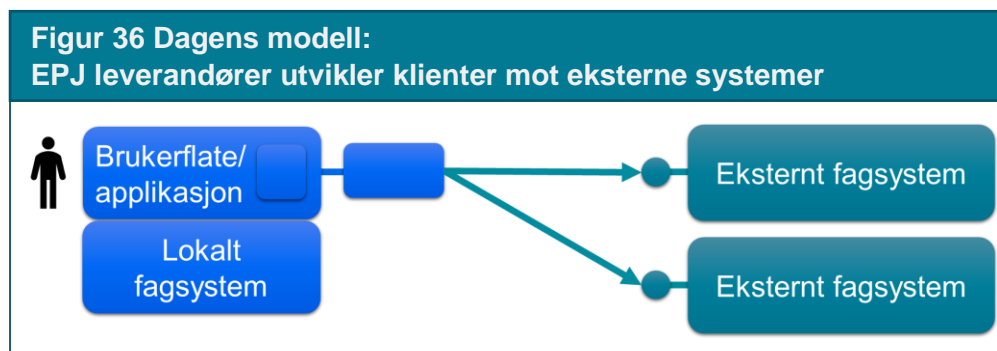 Figur 36 Dagens modell:
EPJ leverandører utvikler klienter mot eksterne systemer
Brukerflate/
applikasjon
Lokalt
fagsystem
Eksternt fagsystem
Eksternt fagsystem